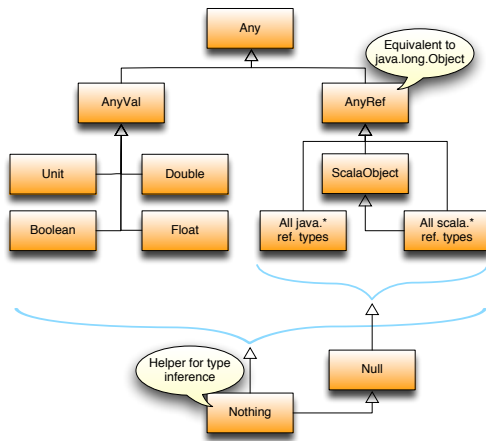 Any
Equivalent to
java.long.Object
AnyVal
AnyRef
Unit
Double
ScalaObject
Boolean
Float
All java.*
ref. types
All scala.*
ref. types
Helper for type
inference
Null
Nothing